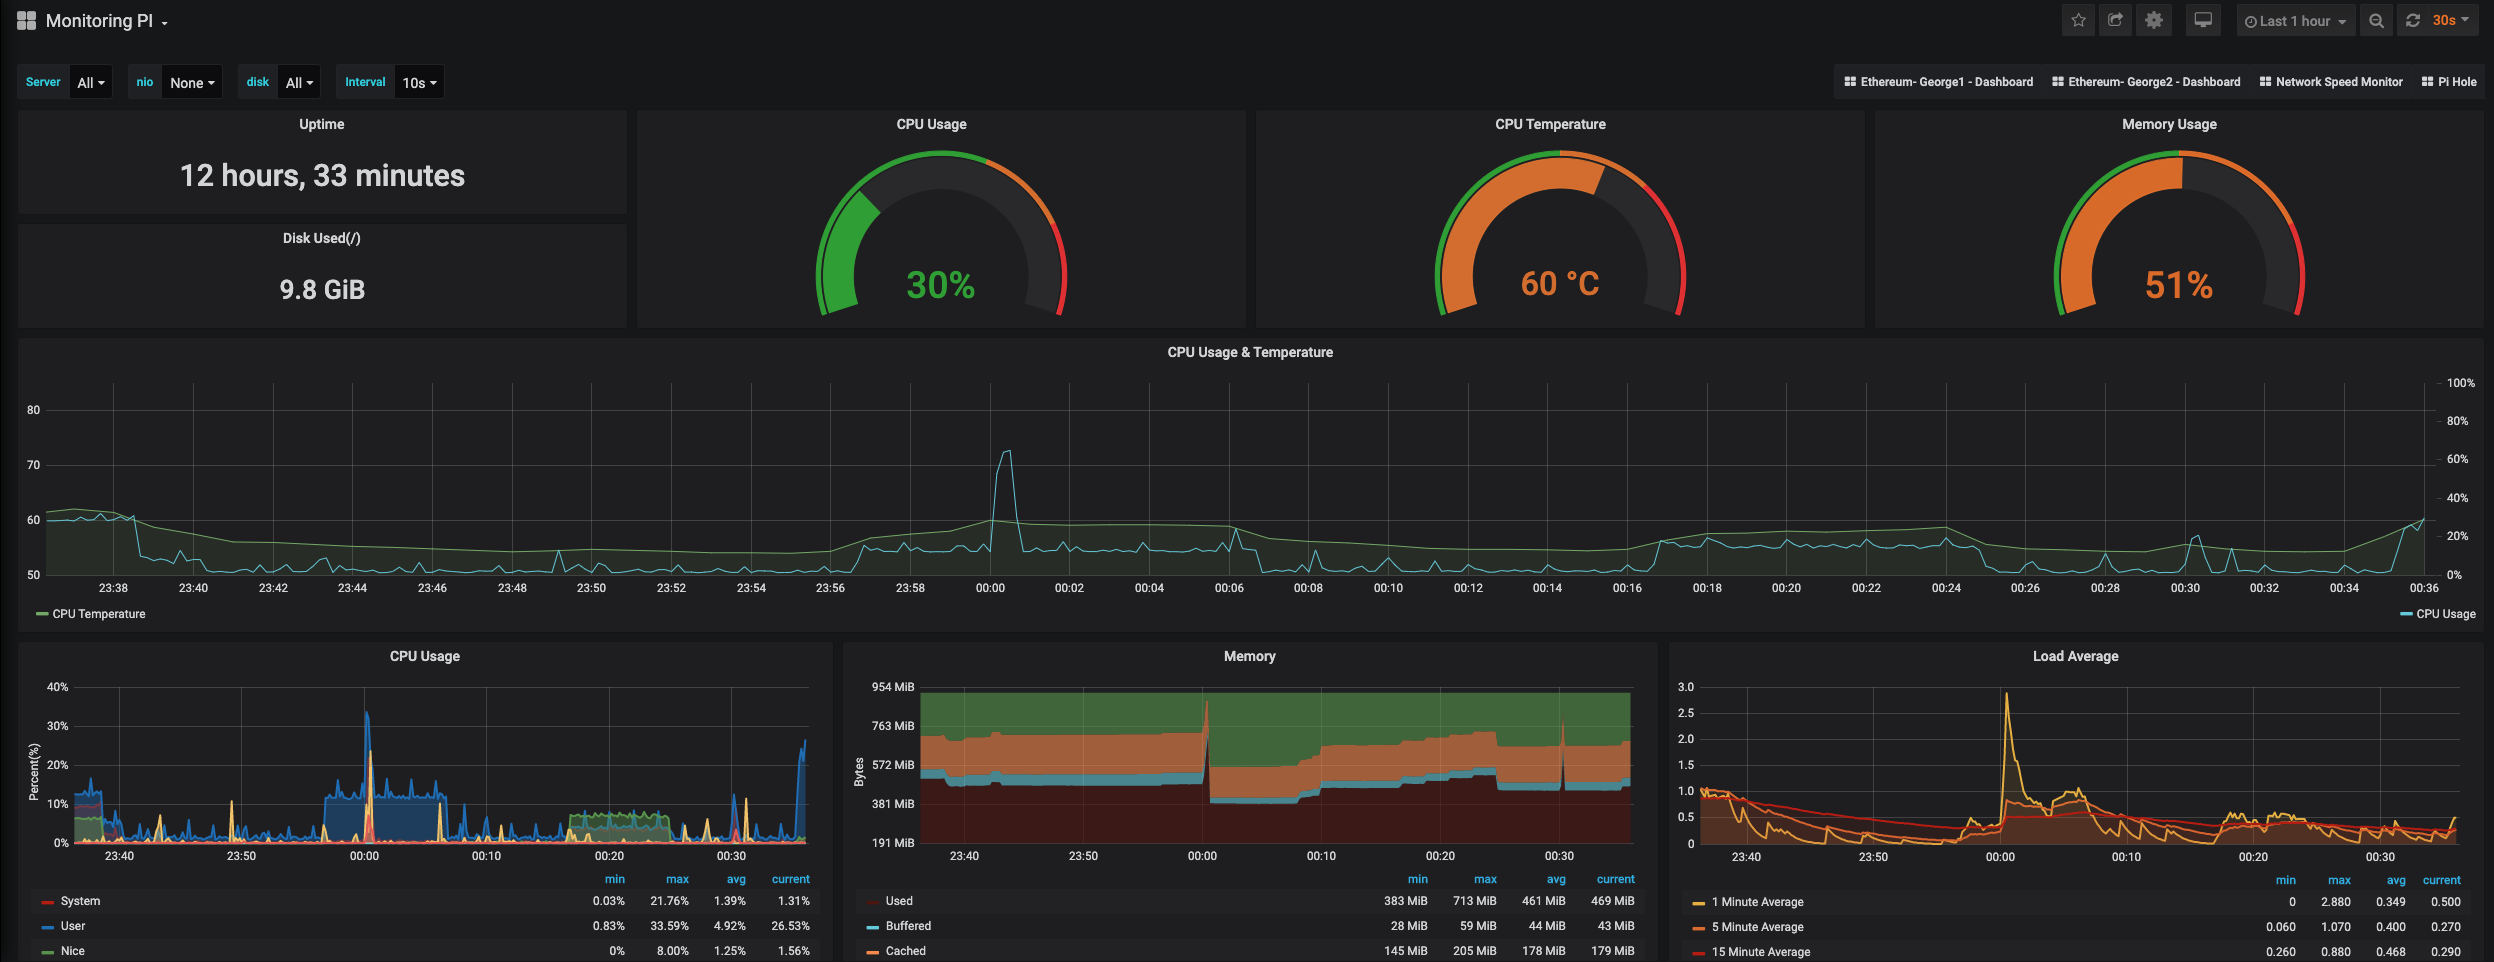 Monitoring PI
Last 1 hour
30s
Server All nio None disk All Interval 10s
Ethereum- George1 - Dashboard Ethereum- George2 - Dashboard Network Speed Monitor Pi Hole
Uptime
12 hours, 33 minutes
Disk Used(/)
9.8 GiB
CPU Usage
30%
CPU Temperature
60 °C
Memory Usage
51%
CPU Usage & Temperature
80
70
60
50
100%
80%
60%
40%
20%
0%
23:38 23:40 23:42 23:44 23:46 23:48 23:50 23:52 23:54 23:56 23:58 00:00 00:02 00:04 00:06 00:08 00:10 00:12 00:14 00:16 00:18 00:20 00:22 00:24 00:26 00:28 00:30 00:32 00:34 00:36
CPU Temperature
CPU Usage
CPU Usage
Percent(%)
40%
30%
20%
10%
0%
23:40 23:50 00:00 00:10 00:20 00:30
min max avg current
System 0.03% 21.76% 1.39% 1.31%
User 0.83% 33.59% 4.92% 26.53%
Nice 0% 8.00% 1.25% 1.56%
Memory
Bytes
954 MiB
763 MiB
572 MiB
381 MiB
191 MiB
23:40 23:50 00:00 00:10 00:20 00:30
min max avg current
Used 383 MiB 713 MiB 461 MiB 469 MiB
Buffered 28 MiB 59 MiB 44 MiB 43 MiB
Cached 145 MiB 205 MiB 178 MiB 179 MiB
Load Average
3.0
2.5
2.0
1.5
1.0
0.5
0
23:40 23:50 00:00 00:10 00:20 00:30
min max avg current
1 Minute Average 0 2.880 0.349 0.500
5 Minute Average 0.060 1.070 0.400 0.270
15 Minute Average 0.260 0.880 0.468 0.290